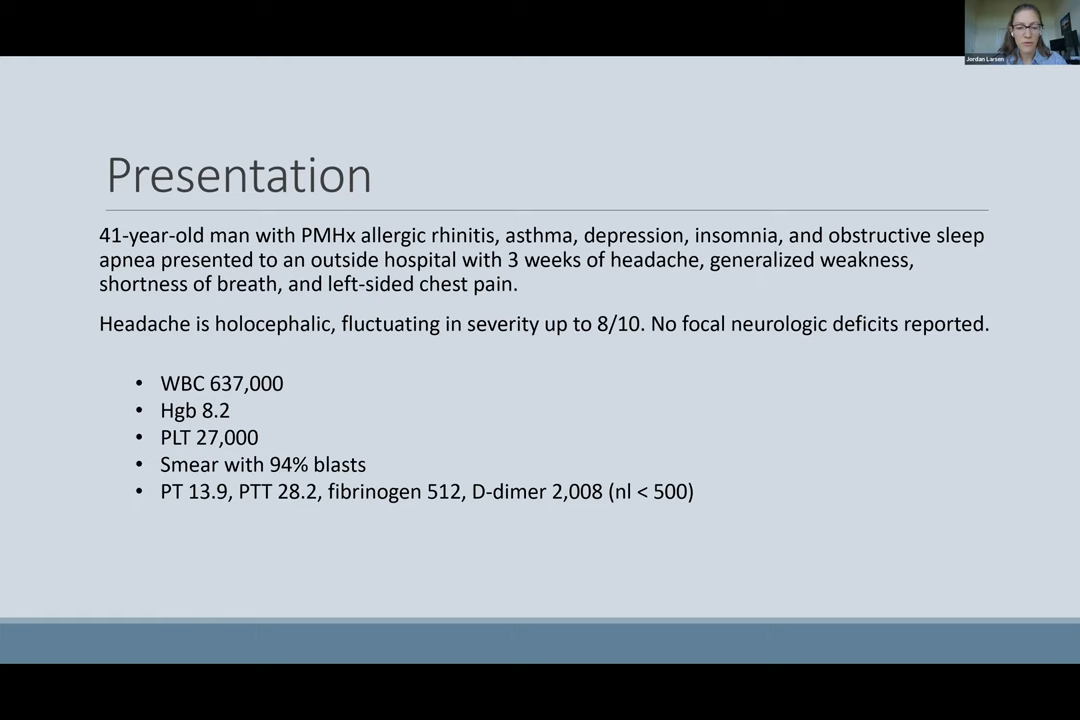 Jordan Larsen
Presentation
41-year-old man with PMHx allergic rhinitis, asthma, depression, insomnia, and obstructive sleep
apnea presented to an outside hospital with 3 weeks of headache, generalized weakness,
shortness of breath, and left-sided chest pain.
Headache is holocephalic, fluctuating in severity up to 8/10. No focal neurologic deficits reported.
• WBC 637,000
• Hgb 8.2
• PLT 27,000
• Smear with 94% blasts
• PT 13.9, PTT 28.2, fibrinogen 512, D-dimer 2,008 (nl < 500)